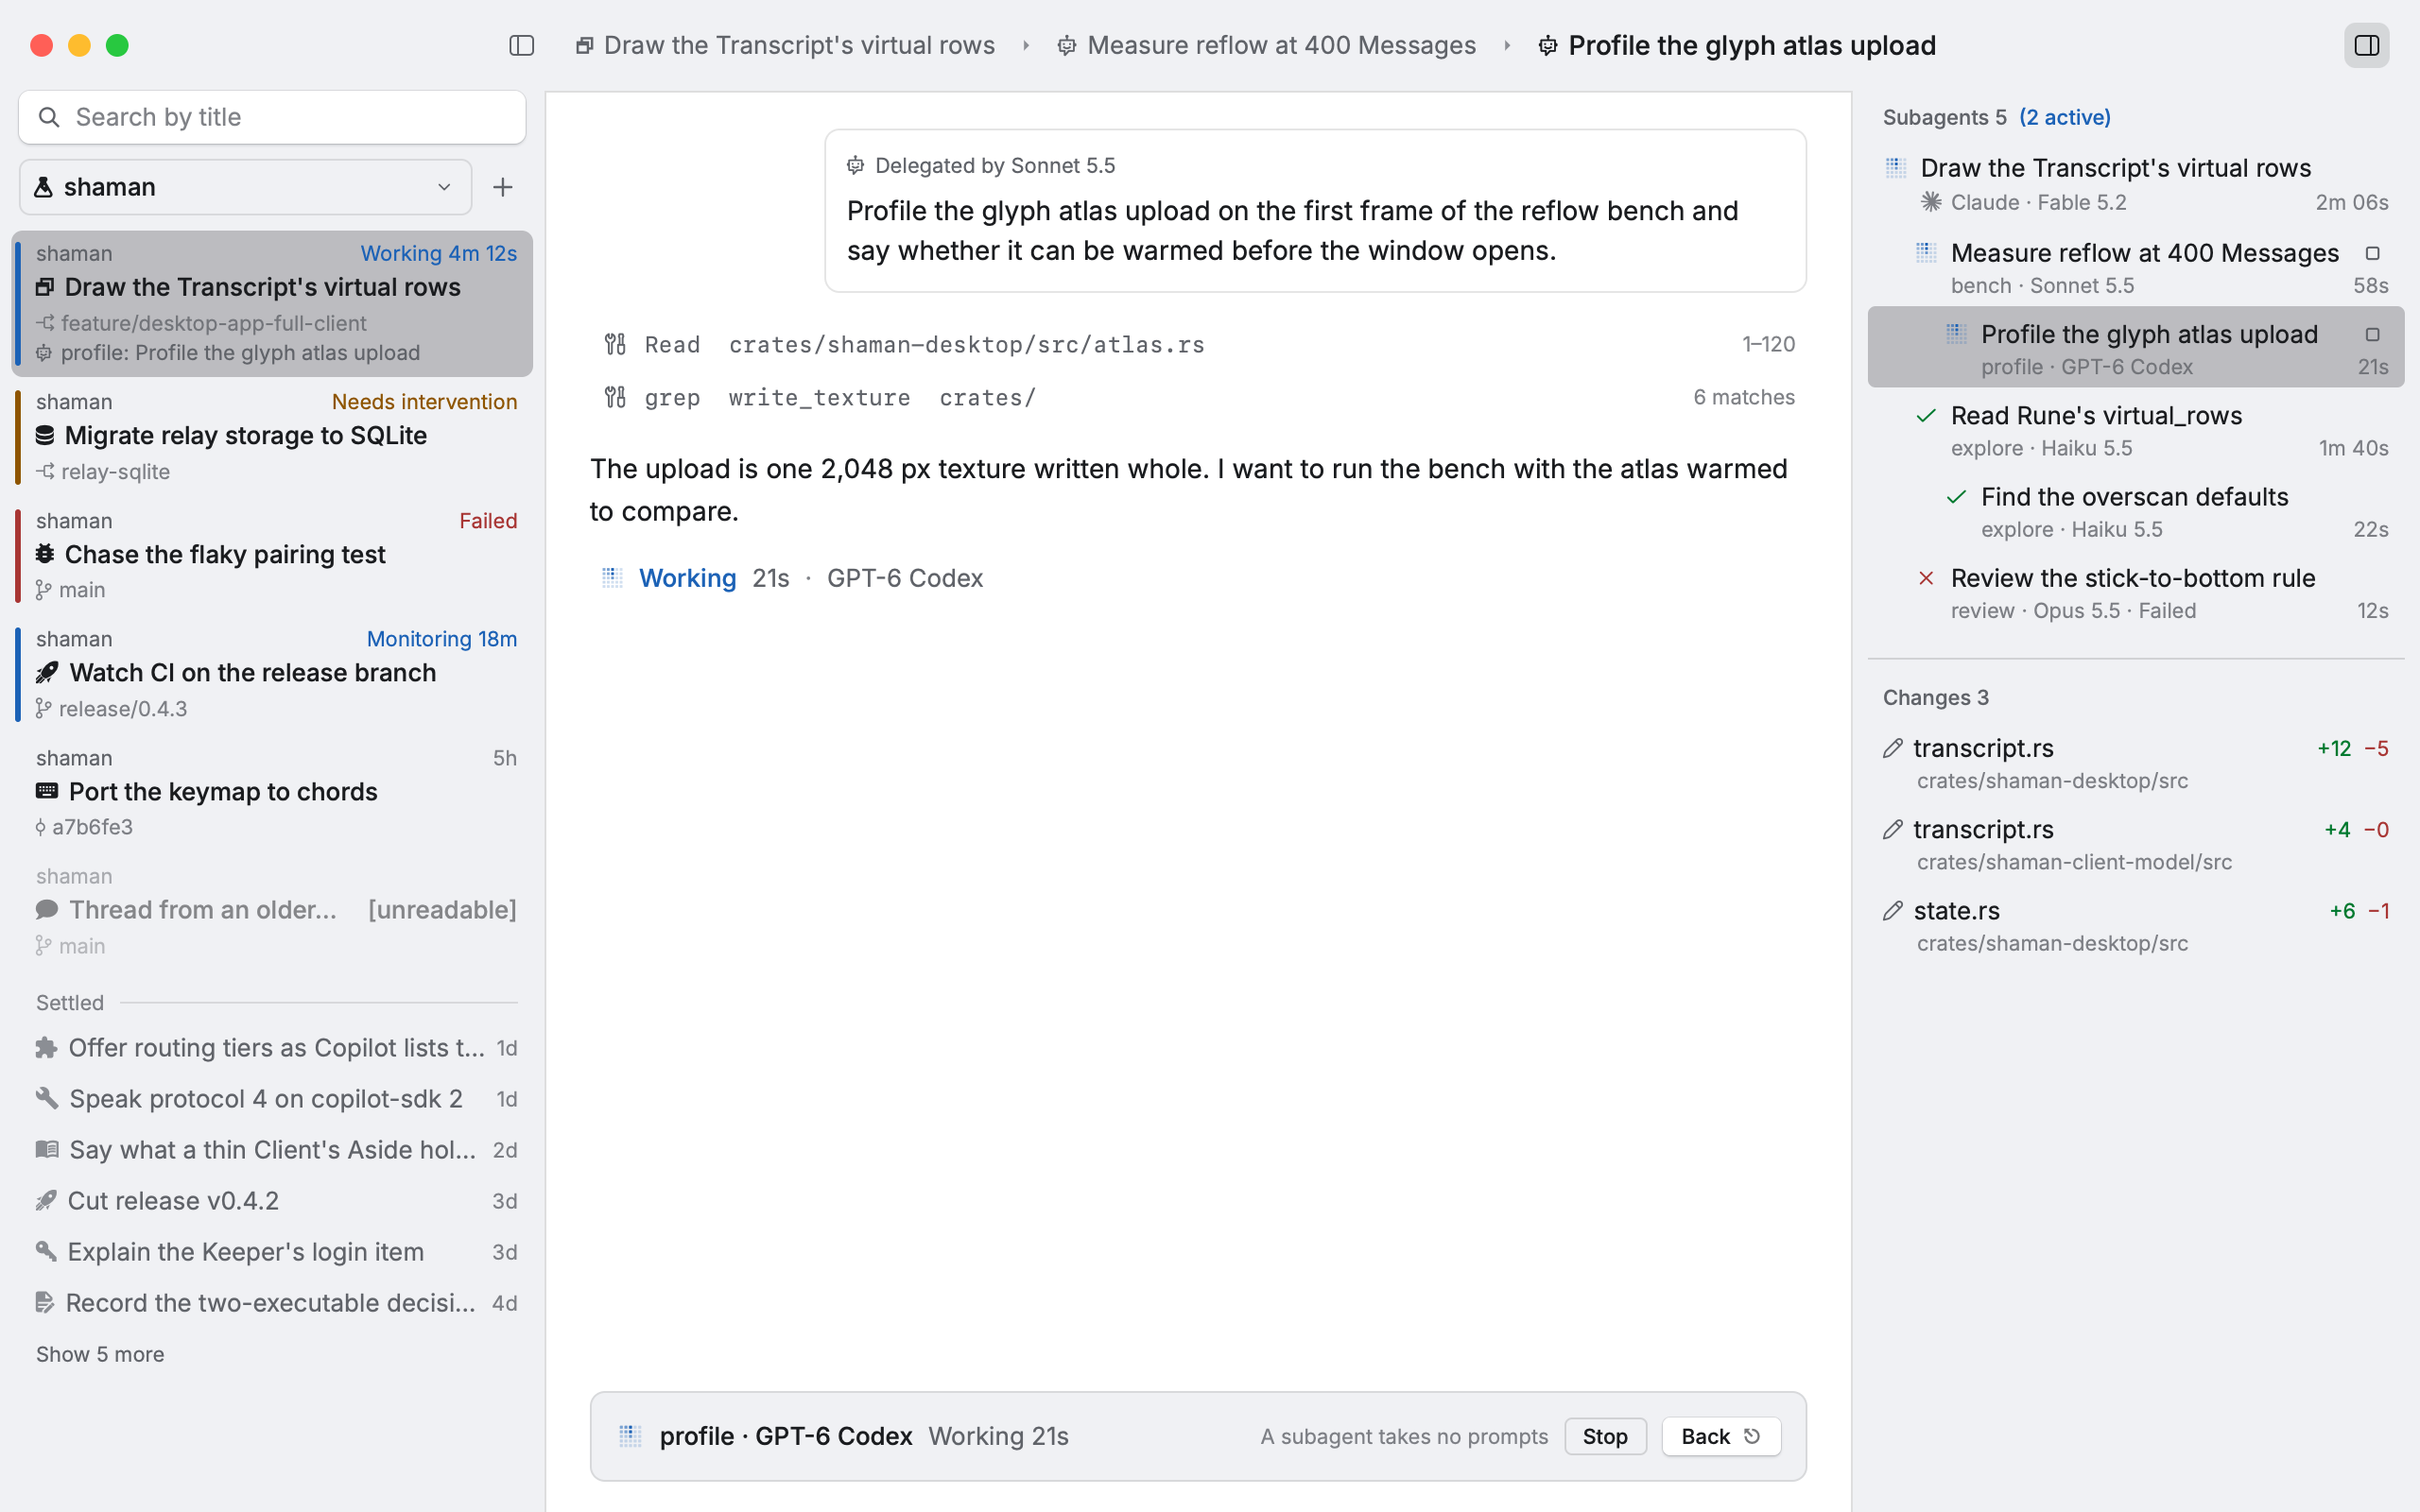 Draw the Transcript's virtual rows
Measure reflow at 400 Messages
Profile the glyph atlas upload
Search by title
shaman
shaman Working 4m 12s
Draw the Transcript's virtual rows
feature/desktop-app-full-client
profile: Profile the glyph atlas upload
shaman Needs intervention
Migrate relay storage to SQLite
relay-sqlite
shaman Failed
Chase the flaky pairing test
main
shaman Monitoring 18m
Watch CI on the release branch
release/0.4.3
shaman 5h
Port the keymap to chords
a7b6fe3
shaman
Thread from an older... [unreadable]
main
Settled
Offer routing tiers as Copilot lists t... 1d
Speak protocol 4 on copilot-sdk 2 1d
Say what a thin Client's Aside hol... 2d
Cut release v0.4.2 3d
Explain the Keeper's login item 3d
Record the two-executable decisi... 4d
Show 5 more
Delegated by Sonnet 5.5
Profile the glyph atlas upload on the first frame of the reflow bench and
say whether it can be warmed before the window opens.
Read crates/shaman-desktop/src/atlas.rs 1–120
grep write_texture crates/ 6 matches
The upload is one 2,048 px texture written whole. I want to run the bench with the atlas warmed
to compare.
Working 21s · GPT-6 Codex
profile · GPT-6 Codex Working 21s A subagent takes no prompts Stop Back
Subagents 5 (2 active)
Draw the Transcript's virtual rows
Claude · Fable 5.2 2m 06s
Measure reflow at 400 Messages
bench · Sonnet 5.5 58s
Profile the glyph atlas upload
profile · GPT-6 Codex 21s
Read Rune's virtual_rows
explore · Haiku 5.5 1m 40s
Find the overscan defaults
explore · Haiku 5.5 22s
Review the stick-to-bottom rule
review · Opus 5.5 · Failed 12s
Changes 3
transcript.rs +12 −5
crates/shaman-desktop/src
transcript.rs +4 −0
crates/shaman-client-model/src
state.rs +6 −1
crates/shaman-desktop/src